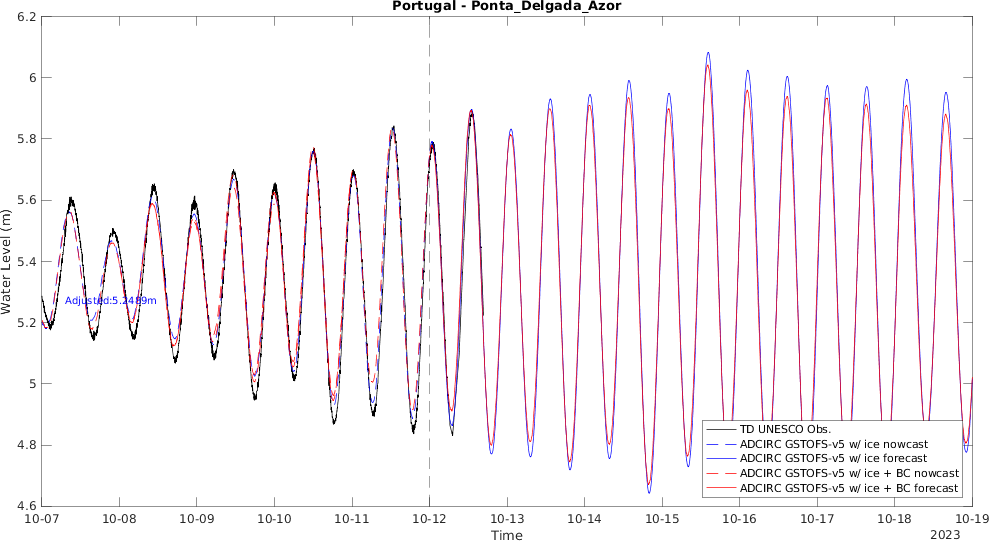 Portugal - Ponta_Delgada_Azor
6.2
6
5.8
5.6
5.4
5.2
5
4.8
4.6
Water Level (m)
Adjusted:5.2489m
TD UNESCO Obs.
ADCIRC GSTOFS-v5 w/ ice nowcast
ADCIRC GSTOFS-v5 w/ ice forecast
ADCIRC GSTOFS-v5 w/ ice + BC nowcast
ADCIRC GSTOFS-v5 w/ ice + BC forecast
10-07 10-08 10-09 10-10 10-11 10-12 10-13 10-14 10-15 10-16 10-17 10-18 10-19
Time
2023